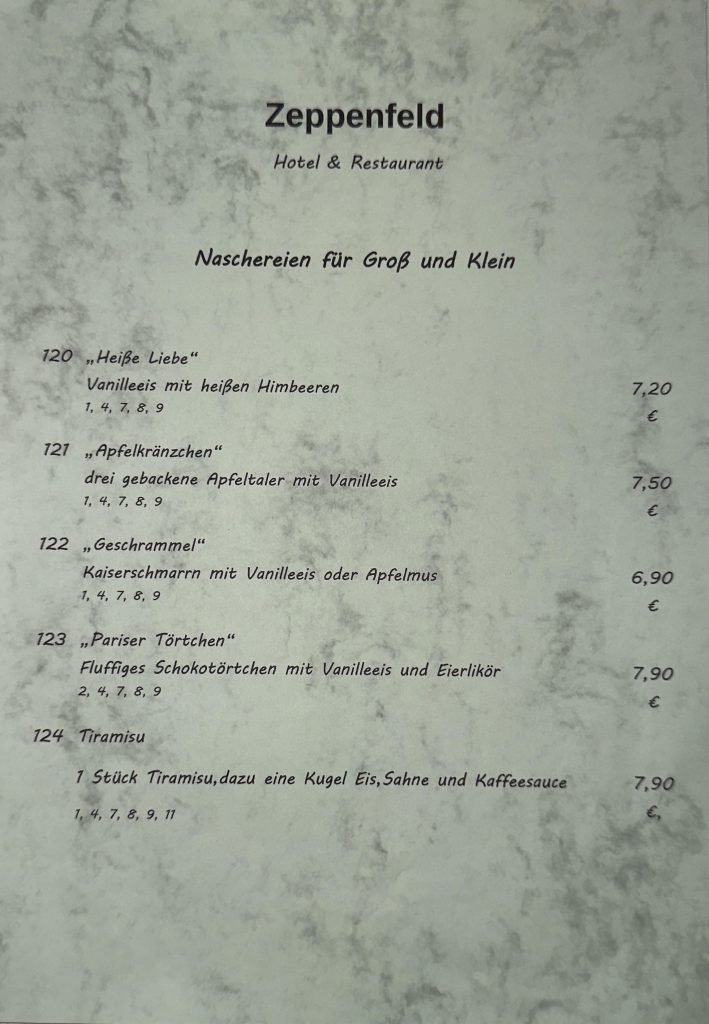 Zeppenfeld
Hotel & Restaurant
Naschereien für Groß und Klein
120 „Heiße Liebe“
Vanilleeis mit heißen Himbeeren 7,20
1, 4, 7, 8, 9 €
121 „Apfelkränzchen“
drei gebackene Apfeltaler mit Vanilleeis 7,50
1, 4, 7, 8, 9 €
122 „Geschrammel“
Kaiserschmarrn mit Vanilleeis oder Apfelmus 6,90
1, 4, 7, 8, 9 €
123 „Pariser Törtchen“
Fluffiges Schokotörtchen mit Vanilleeis und Eierlikör 7,90
2, 4, 7, 8, 9 €
124 Tiramisu
1 Stück Tiramisu,dazu eine Kugel Eis,Sahne und Kaffeesauce 7,90
1, 4, 7, 8, 9, 11 €,